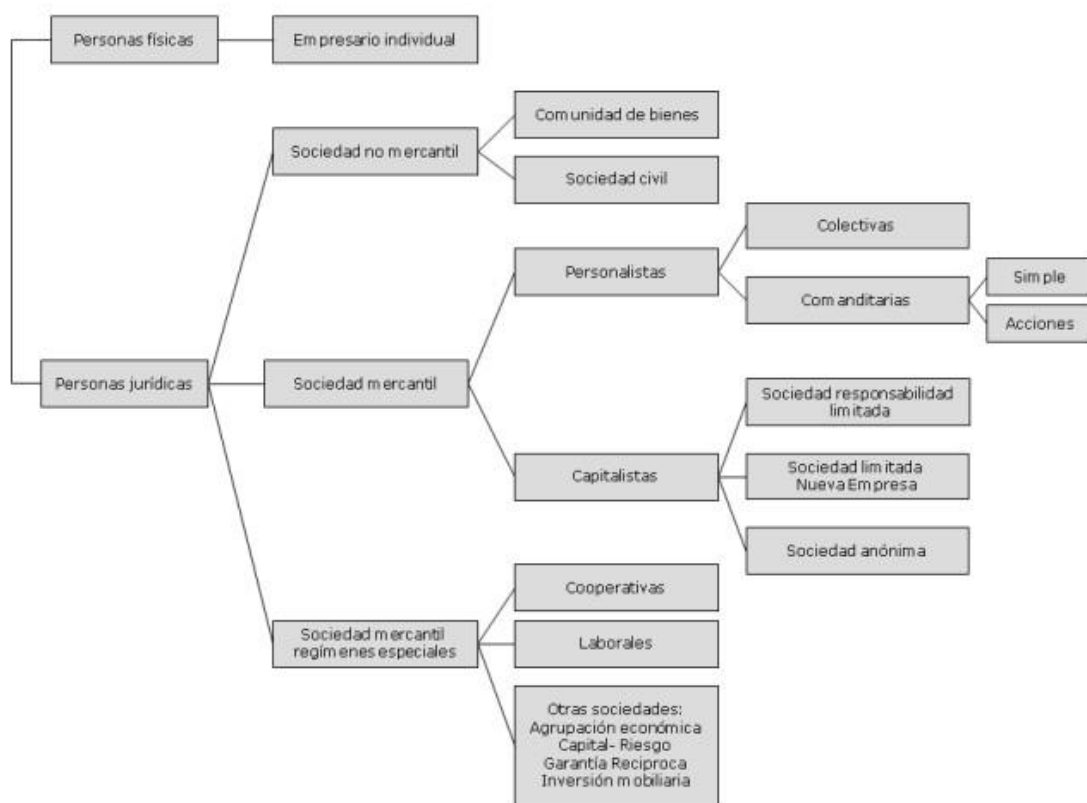 Personas físicas
Empresario individual
Comunidad de bienes
Sociedad no mercantil
Sociedad civil
Colectivas
Personalistas
Comanditarias
Simple
Acciones
Personas jurídicas
Sociedad mercantil
Sociedad responsabilidad
limitada
Capitalistas
Sociedad limitada
Nueva Empresa
Sociedad anónima
Cooperativas
Sociedad mercantil
regímenes especiales
Laborales
Otras sociedades:
Agrupación económica
Capital- Riesgo
Garantía Reciproca
Inversión mobiliaria